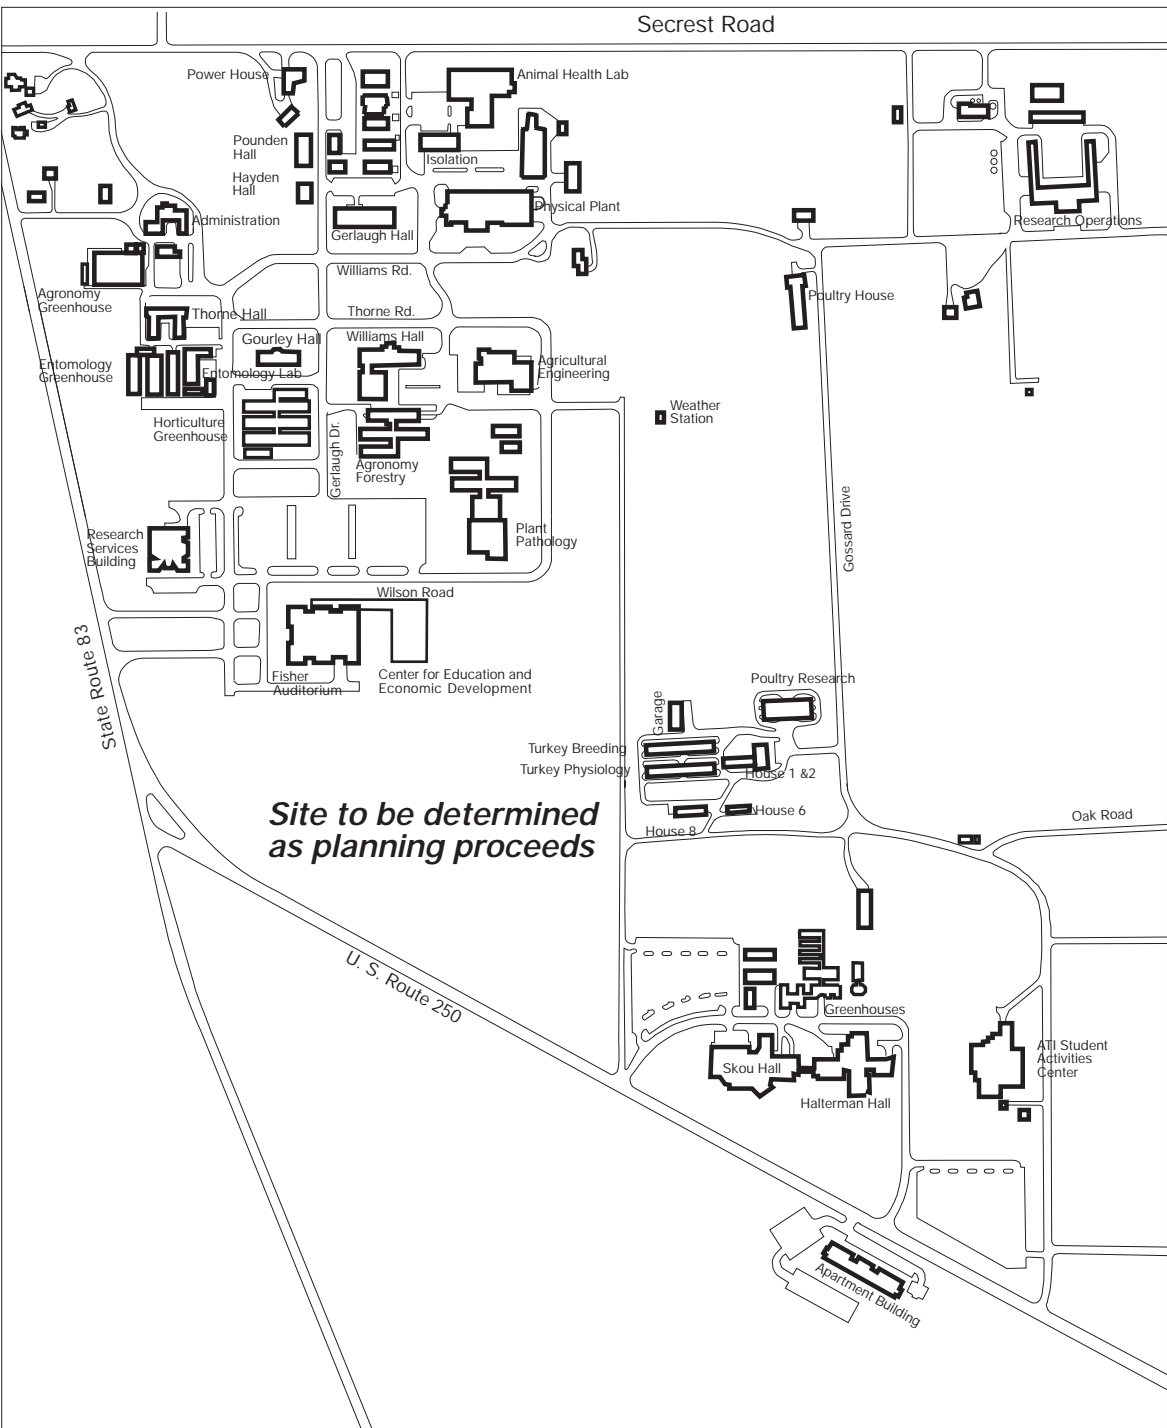 Secrest Road
Power House
Animal Health Lab
Pounden
Hall
Isolation
Hayden
Hall
Administration
Physical Plant
Gerlaugh Hall
Research Operations
Williams Rd.
Agronomy
Greenhouse
Poultry House
Thorne Hall
Thorne Rd.
Gourley Hall
Williams Hall
Entomology
Greenhouse
Entomology Lab
Agricultural
Engineering
Weather
Station
Horticulture
Greenhouse
Gerlaugh Dr.
Agronomy
Forestry
Gossard Drive
Research
Services
Building
Plant
Pathology
Wilson Road
State Route 83
Fisher
Auditorium
Center for Education and
Economic Development
Poultry Research
Garage
Turkey Breeding
Turkey Physiology
House 1 &2
House 6
House 8
Oak Road
Site to be determined
as planning proceeds
U. S. Route 250
Greenhouses
Skou Hall
Halterman Hall
ATI Student
Activities
Center
Apartment Building